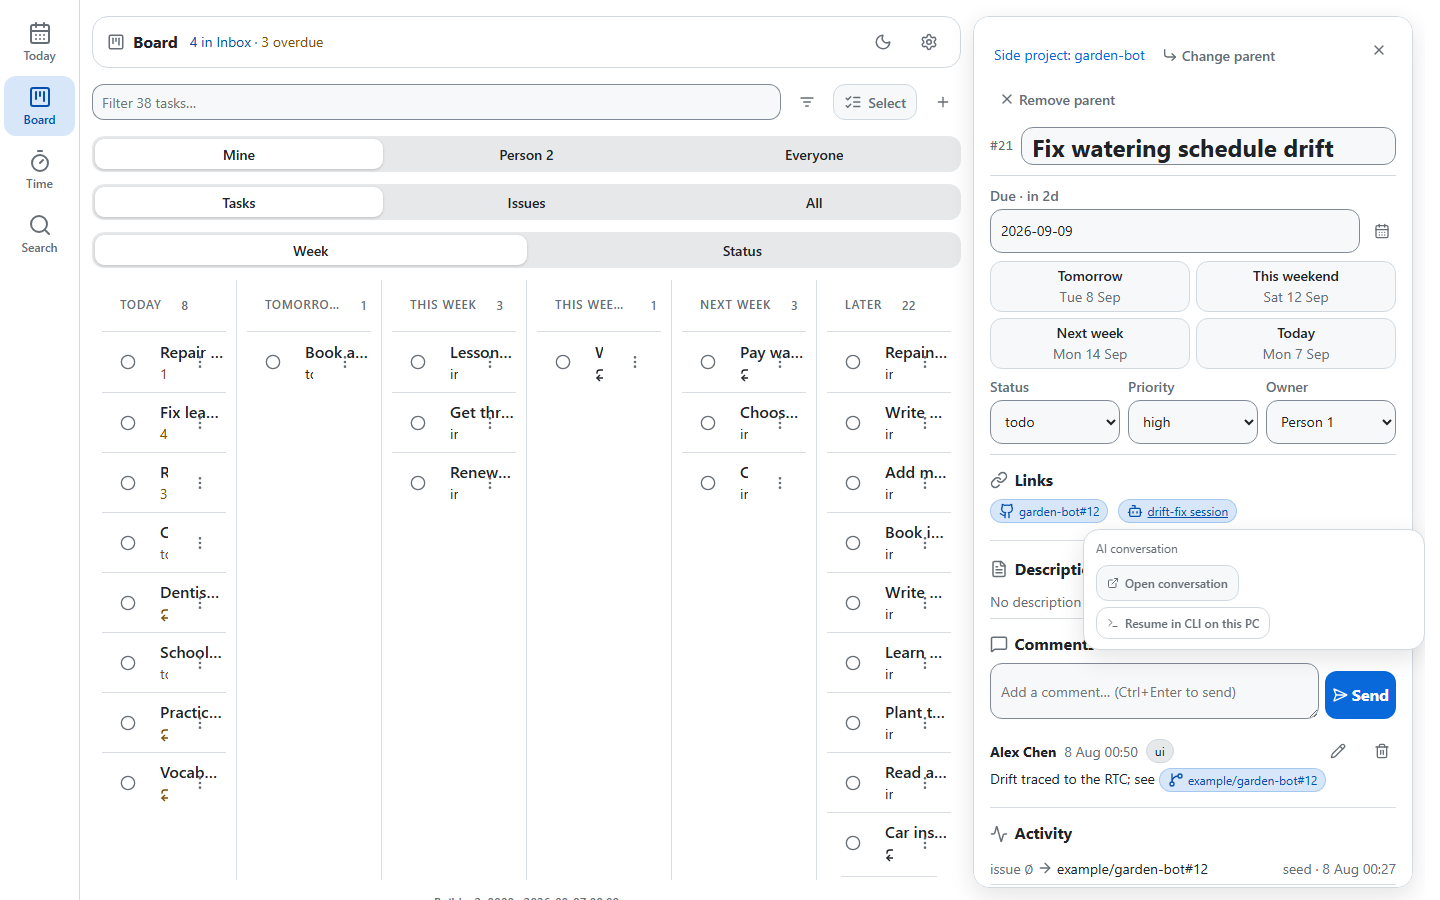 Today
Board
Time
Search
Board 4 in Inbox · 3 overdue
Filter 38 tasks...
Select
Mine Person 2 Everyone
Tasks Issues All
Week Status
TODAY 8
Repair ...
1
Fix lea...
4
R
3
C
Dentis...
School...
Practic...
Vocab...
TOMORRO... 1
Book a...
THIS WEEK 3
Lesson...
Get thr...
Renew...
THIS WEE... 1
NEXT WEEK 3
Pay wa...
Choos...
C
LATER 22
Repain...
Write ...
Add m...
Book i...
Write ...
Learn ...
Plant t...
Read a...
Car ins...
Side project: garden-bot Change parent
Remove parent
#21 Fix watering schedule drift
Due · in 2d
2026-09-09
Tomorrow
Tue 8 Sep
This weekend
Sat 12 Sep
Next week
Mon 14 Sep
Today
Mon 7 Sep
Status Priority Owner
todo high Person 1
Links
garden-bot#12 drift-fix session
AI conversation
Open conversation
Resume in CLI on this PC
Descripti
No description
Comments
Add a comment... (Ctrl+Enter to send)
Send
Alex Chen 8 Aug 00:50 ui
Drift traced to the RTC; see example/garden-bot#12
Activity
issue ∅ → example/garden-bot#12 seed · 8 Aug 00:27